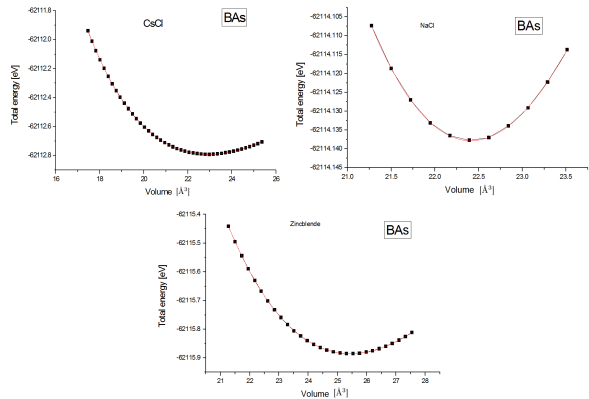 CsCl
BAs
Total energy [eV]
-62111.8
-62112.0
-62112.2
-62112.4
-62112.6
-62112.8
16 18 20 22 24 26
Volume [Å³]
NaCl
BAs
Total energy [eV]
-62114.105
-62114.110
-62114.115
-62114.120
-62114.125
-62114.130
-62114.135
-62114.140
-62114.145
21.0 21.5 22.0 22.5 23.0 23.5
Volume [Å³]
Zincblende
BAs
Total energy [eV]
-62115.4
-62115.5
-62115.6
-62115.7
-62115.8
-62115.9
21 22 23 24 25 26 27 28
Volume [Å³]